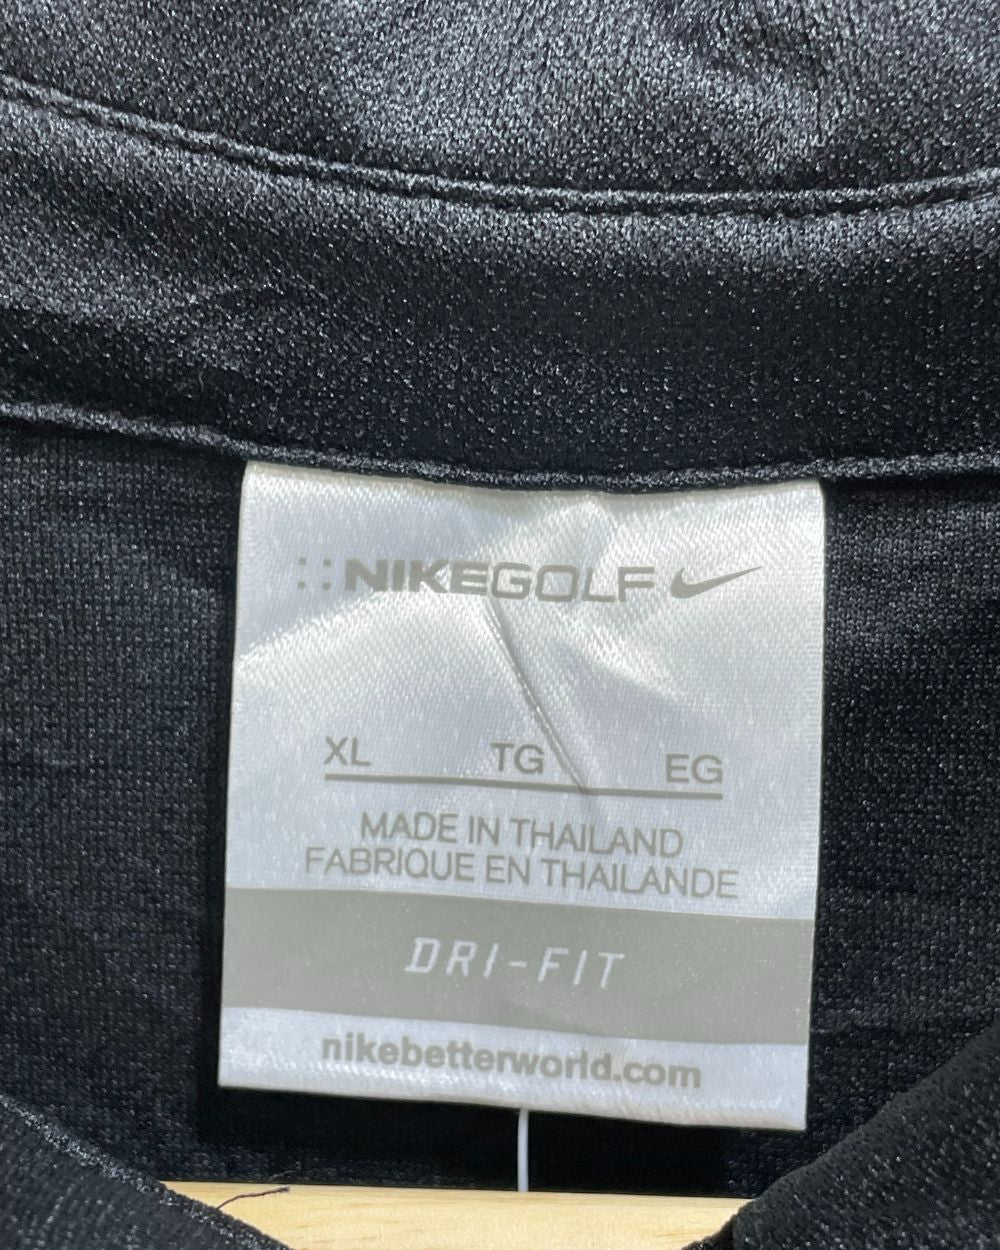 NIKEGOLF
XL TG EG
MADE IN THAILAND
FABRIQUE EN THAILANDE
DRI-FIT
nikebetterworld.com